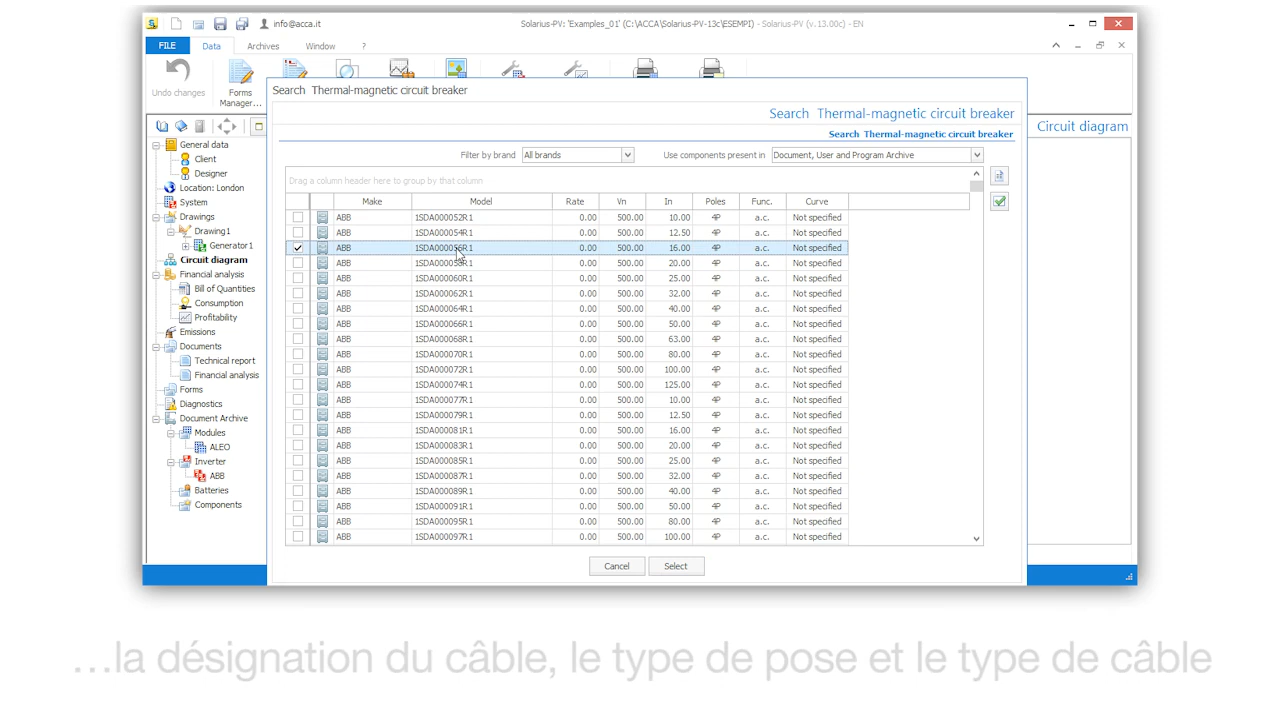 info@acca.it
Solarius-PV: 'Examples_01' (C:\ACCA\Solarius-PV-13c\ESEMPI) - Solarius-PV (v.13.00c) - EN
FILE Data Archives Window ?
Undo changes
Forms Manager...
Search Thermal-magnetic circuit breaker
Search Thermal-magnetic circuit breaker
Search Thermal-magnetic circuit breaker
Circuit diagram
Filter by brand All brands Use components present in Document, User and Program Archive
Drag a column header here to group by that column
General data
Client
Designer
Location: London
System
Drawings
Drawing1
Generator1
Circuit diagram
Financial analysis
Bill of Quantities
Consumption
Profitability
Emissions
Documents
Technical report
Financial analysis
Forms
Diagnostics
Document Archive
Modules
ALEO
Inverter
ABB
Batteries
Components
Make Model Rate Vn In Poles Func. Curve
ABB 1SDA000052R1 0.00 500.00 10.00 4P a.c. Not specified
ABB 1SDA000054R1 0.00 500.00 12.50 4P a.c. Not specified
ABB 1SDA000056R1 0.00 500.00 16.00 4P a.c. Not specified
ABB 1SDA000058R1 0.00 500.00 20.00 4P a.c. Not specified
ABB 1SDA000060R1 0.00 500.00 25.00 4P a.c. Not specified
ABB 1SDA000062R1 0.00 500.00 32.00 4P a.c. Not specified
ABB 1SDA000064R1 0.00 500.00 40.00 4P a.c. Not specified
ABB 1SDA000066R1 0.00 500.00 50.00 4P a.c. Not specified
ABB 1SDA000068R1 0.00 500.00 63.00 4P a.c. Not specified
ABB 1SDA000070R1 0.00 500.00 80.00 4P a.c. Not specified
ABB 1SDA000072R1 0.00 500.00 100.00 4P a.c. Not specified
ABB 1SDA000074R1 0.00 500.00 125.00 4P a.c. Not specified
ABB 1SDA000077R1 0.00 500.00 10.00 4P a.c. Not specified
ABB 1SDA000079R1 0.00 500.00 12.50 4P a.c. Not specified
ABB 1SDA000081R1 0.00 500.00 16.00 4P a.c. Not specified
ABB 1SDA000083R1 0.00 500.00 20.00 4P a.c. Not specified
ABB 1SDA000085R1 0.00 500.00 25.00 4P a.c. Not specified
ABB 1SDA000087R1 0.00 500.00 32.00 4P a.c. Not specified
ABB 1SDA000089R1 0.00 500.00 40.00 4P a.c. Not specified
ABB 1SDA000091R1 0.00 500.00 50.00 4P a.c. Not specified
ABB 1SDA000095R1 0.00 500.00 80.00 4P a.c. Not specified
ABB 1SDA000097R1 0.00 500.00 100.00 4P a.c. Not specified
Cancel Select
…la désignation du câble, le type de pose et le type de câble